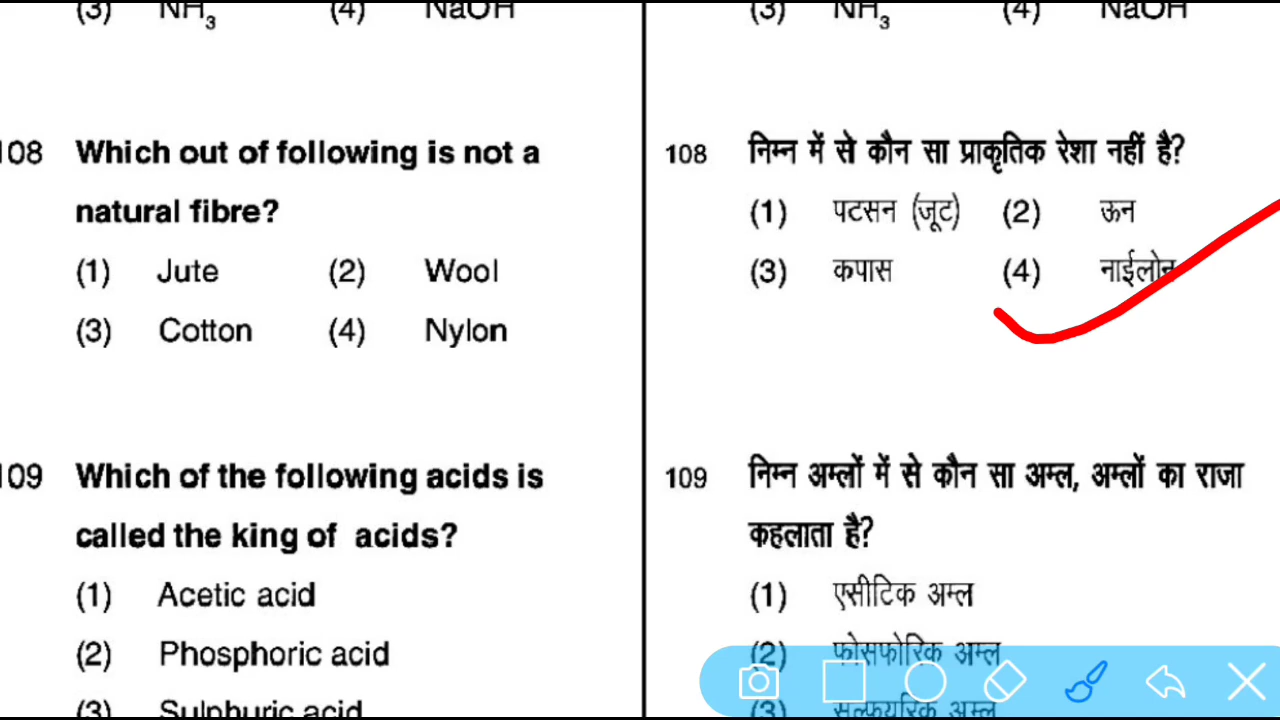 (3) NH3 (4) NaOH
108 Which out of following is not a
natural fibre?
(1) Jute (2) Wool
(3) Cotton (4) Nylon
109 Which of the following acids is
called the king of acids?
(1) Acetic acid
(2) Phosphoric acid
(3) Sulphuric acid
(3) NH3 (4) NaOH
108 निम्न में से कौन सा प्राकृतिक रेशा नहीं है?
(1) पटसन (जूट) (2) ऊन
(3) कपास (4) नाईलोन
109 निम्न अम्लों में से कौन सा अम्ल, अम्लों का राजा
कहलाता है?
(1) एसीटिक अम्ल
(2) फोसफोरिक अम्ल
(3) सल्फ्यूरिक अम्ल